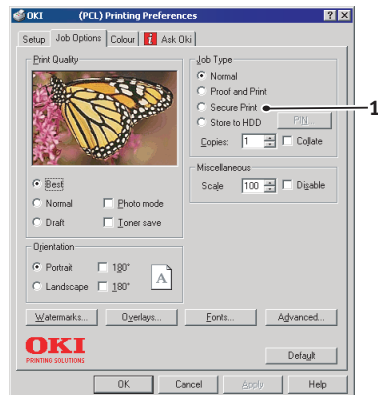 OKI (PCL) Printing Preferences
Setup Job Options Colour Ask Oki
Print Quality
Best
Normal Photo mode
Draft Toner save
Orientation
Portrait 180°
Landscape 180°
A
Job Type
Normal
Proof and Print
Secure Print
1
Store to HDD PIN...
Copies: 1 Collate
Miscellaneous
Scale 100 Disable
Watermarks... Overlays... Fonts... Advanced...
OKI
PRINTING SOLUTIONS
Default
OK Cancel Apply Help